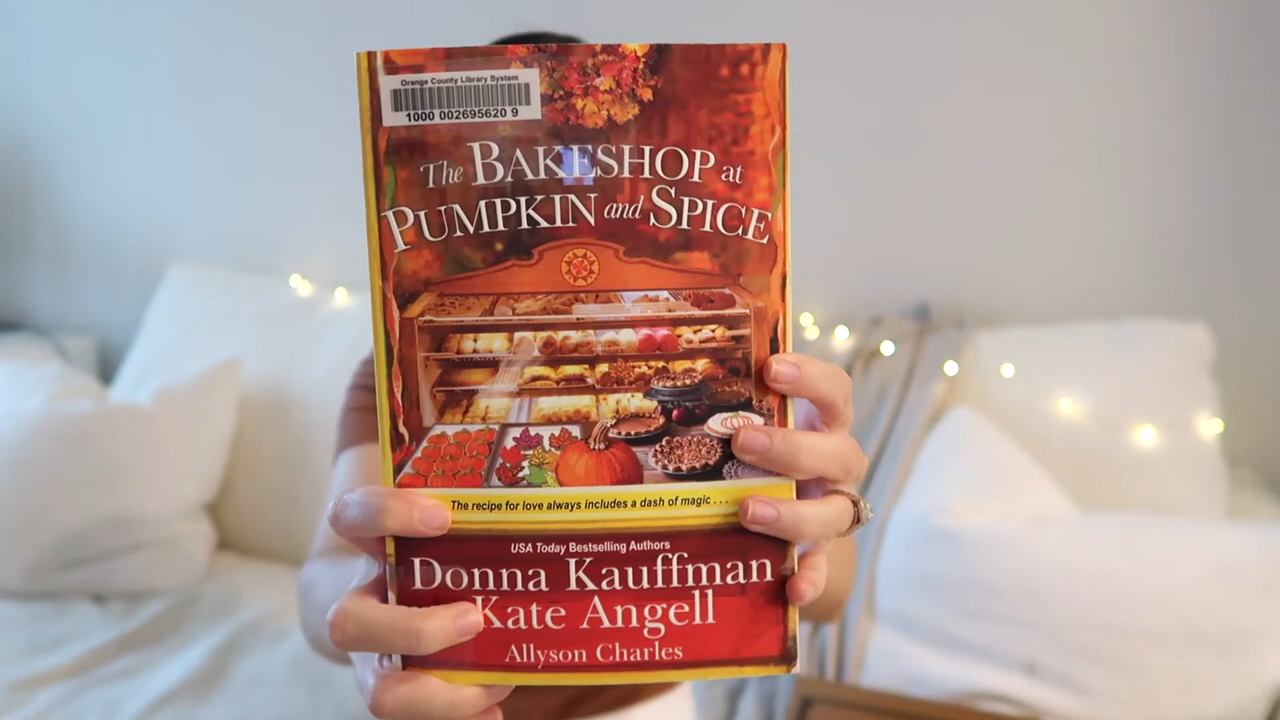 Orange County Library System
1000 002695620 9
The BAKESHOP at
PUMPKIN and SPICE
The recipe for love always includes a dash of magic . . .
USA Today Bestselling Authors
Donna Kauffman
Kate Angell
Allyson Charles